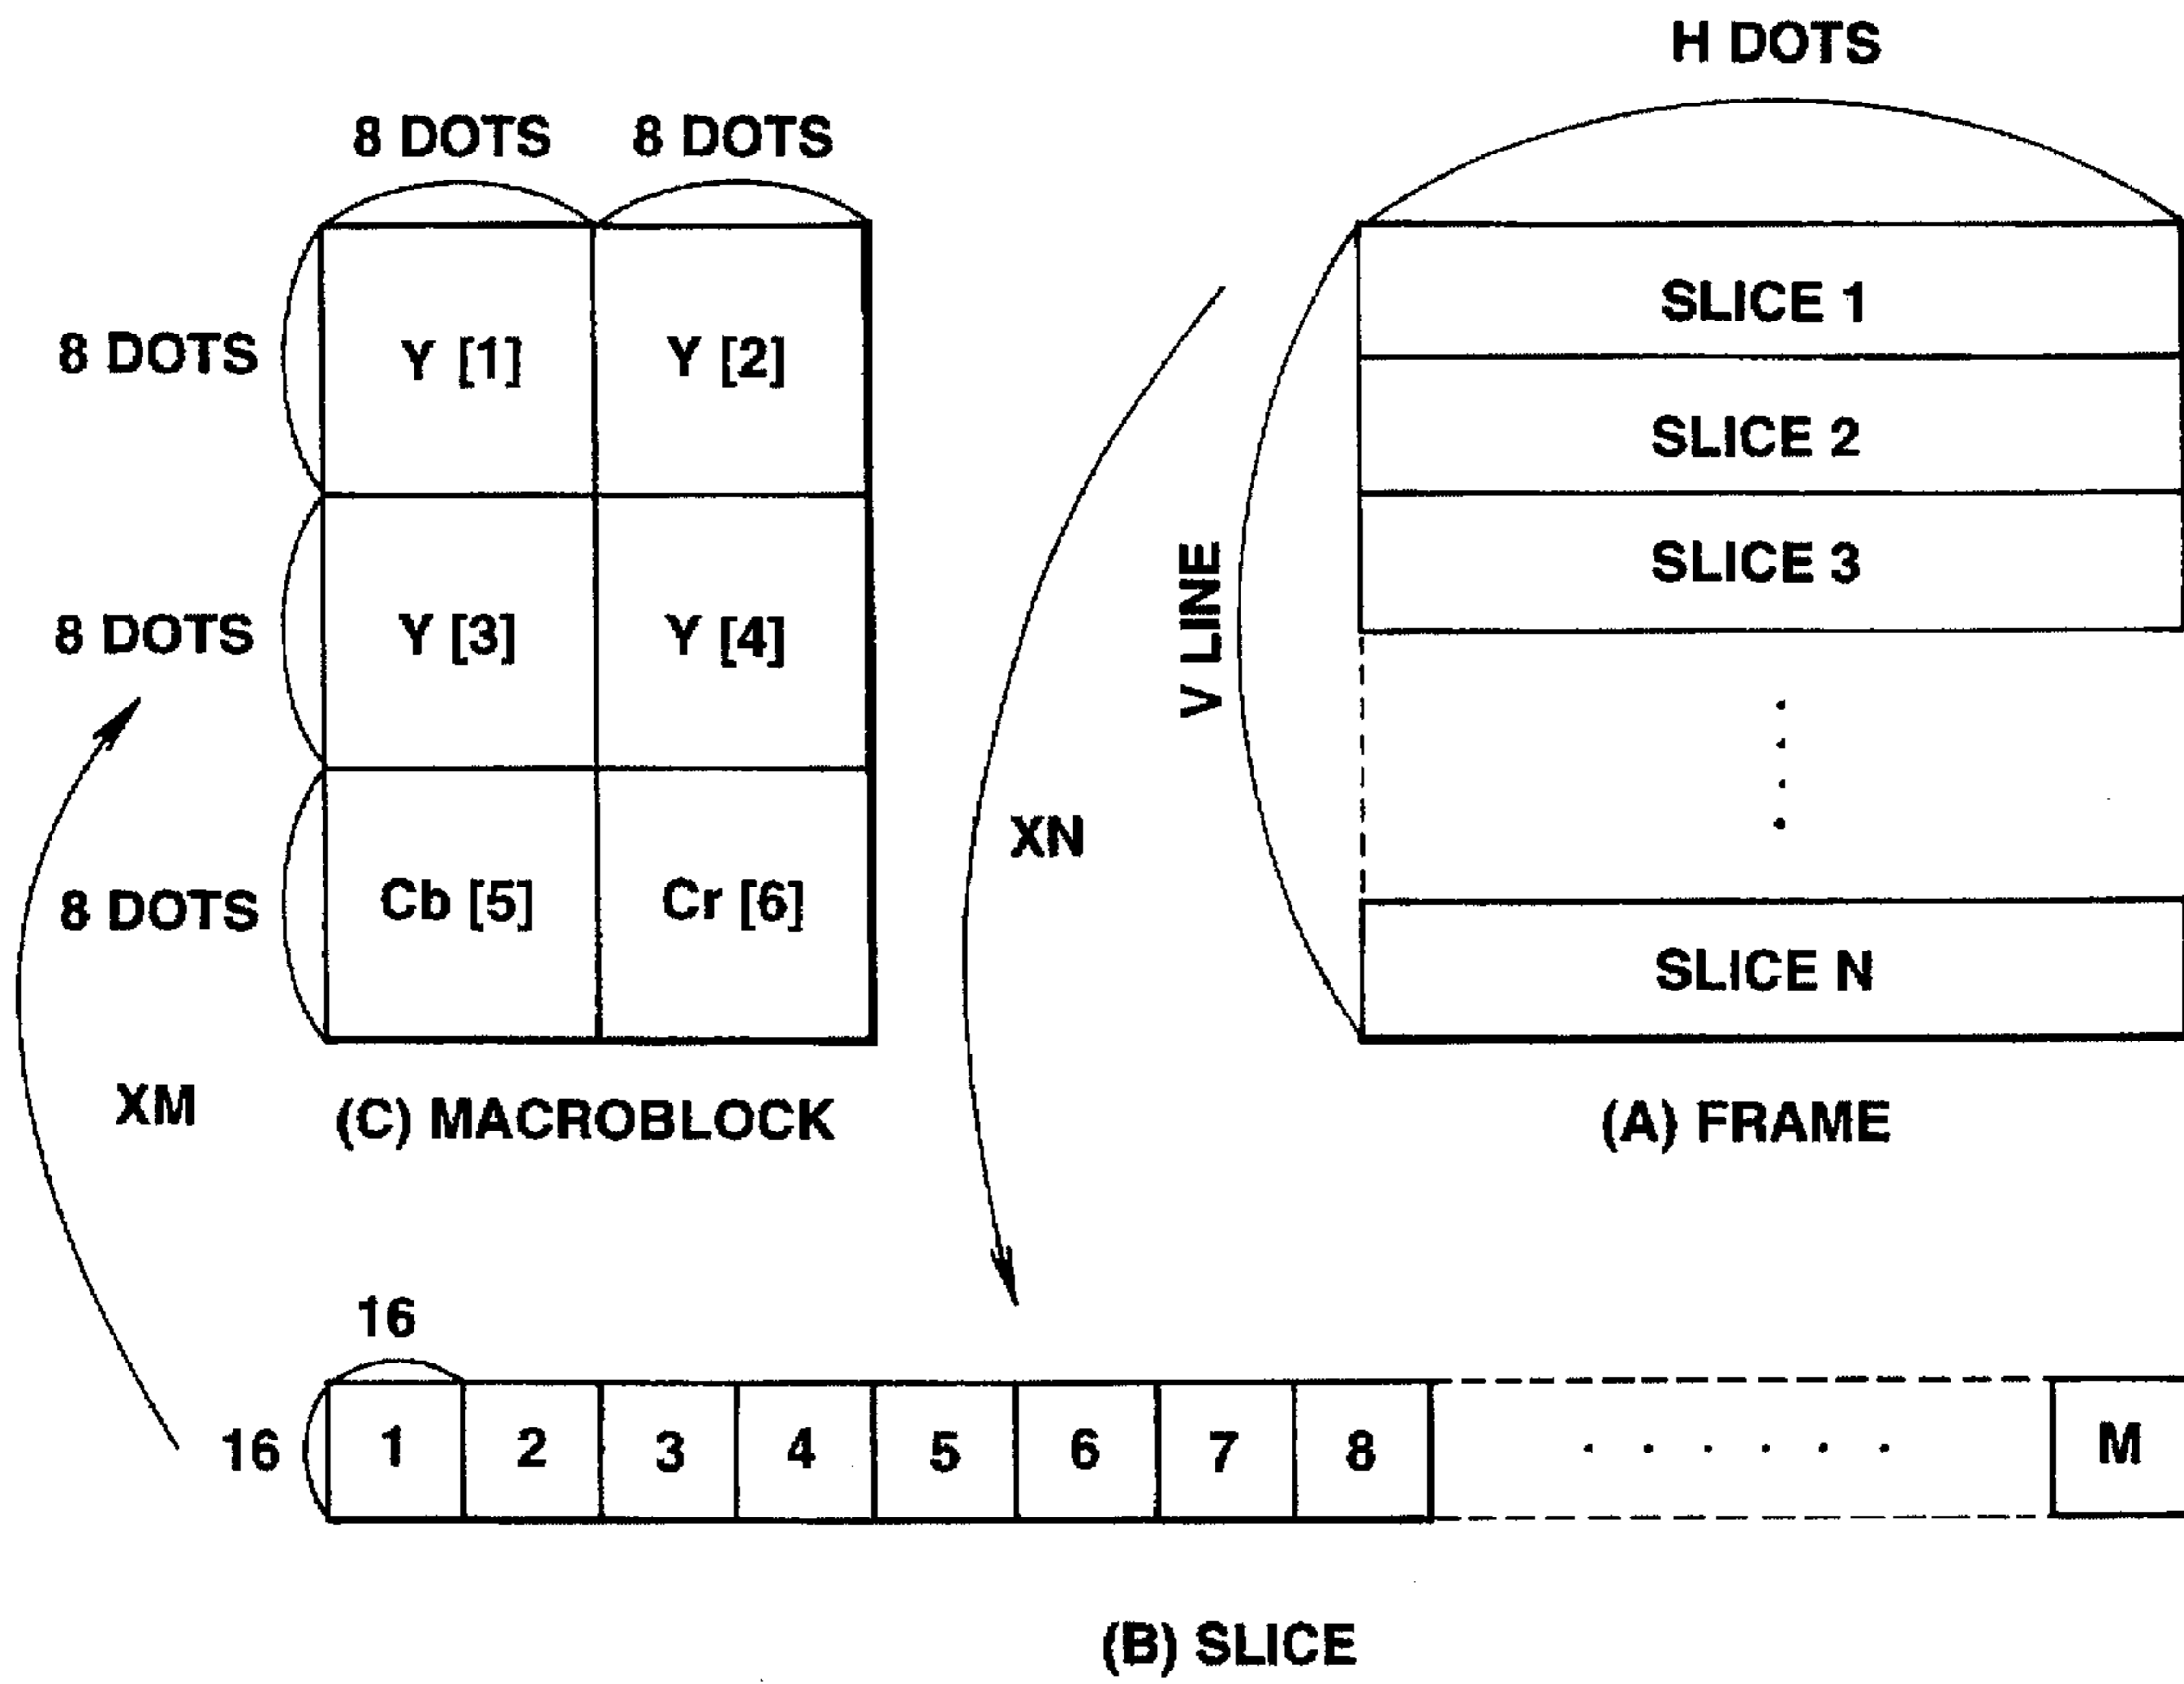 H DOTS
8 DOTS 8 DOTS
8 DOTS Y [1] Y [2]
8 DOTS Y [3] Y [4]
8 DOTS Cb [5] Cr [6]
XM
(C) MACROBLOCK
SLICE 1
SLICE 2
SLICE 3
V LINE
SLICE N
XN
(A) FRAME
16
16 1 2 3 4 5 6 7 8 . . . . . . M
(B) SLICE